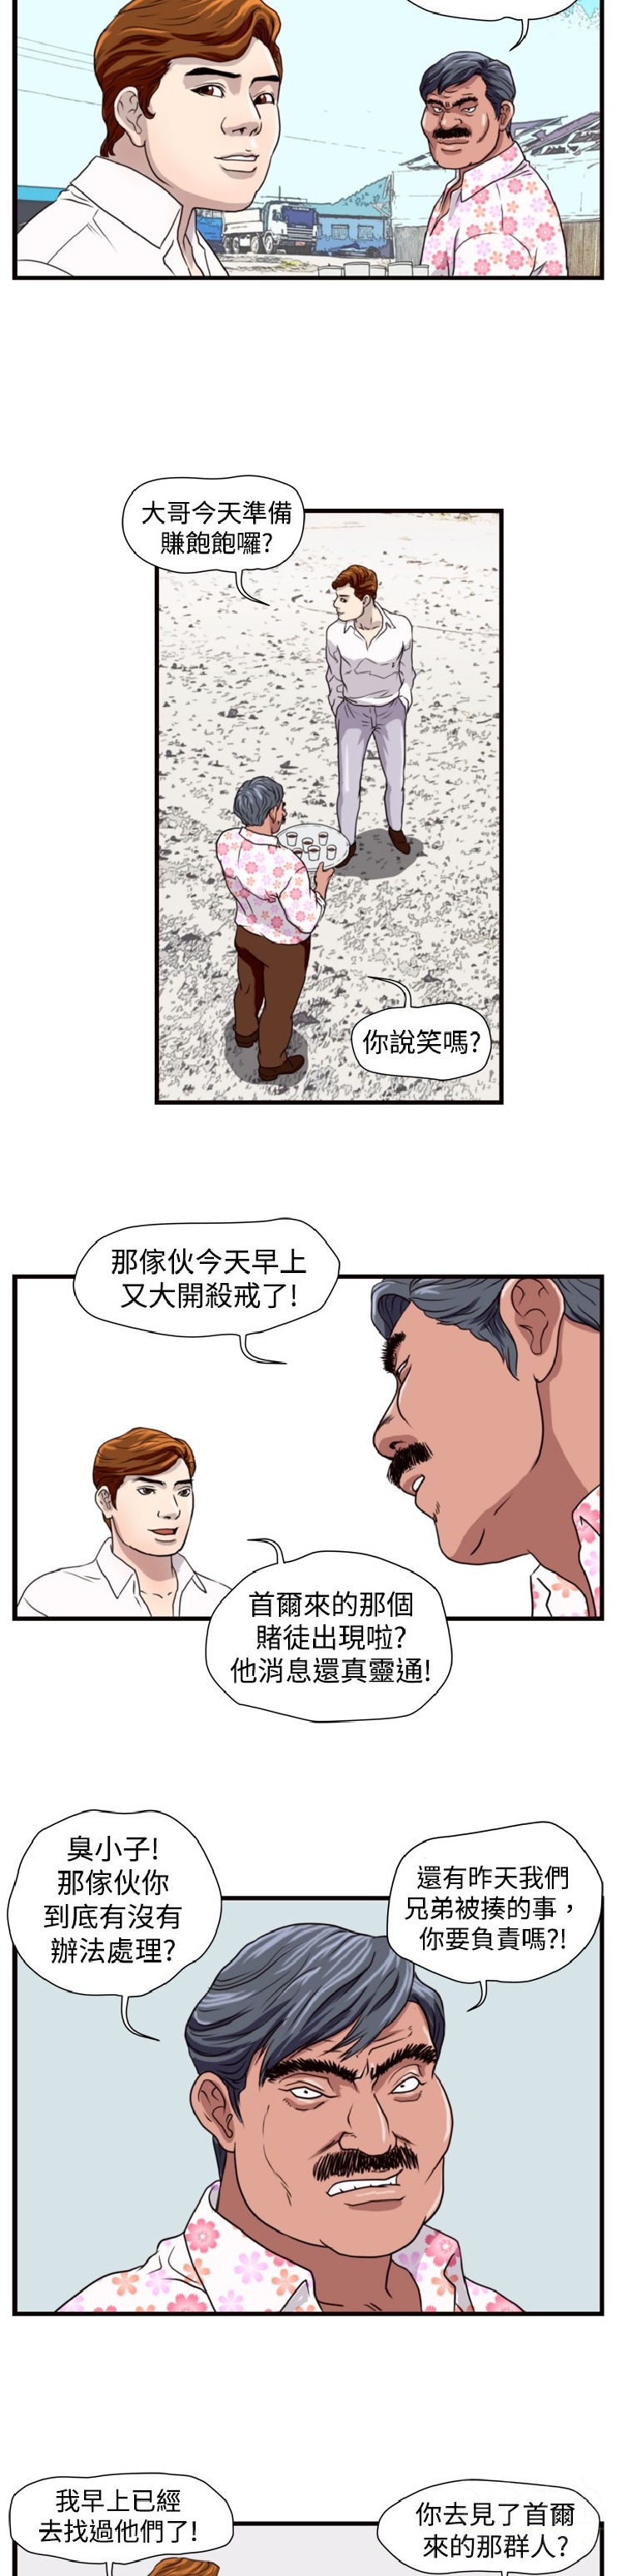 大哥今天準備
賺飽飽囉?
你說笑嗎?
那傢伙今天早上
又大開殺戒了!
首爾來的那個
賭徒出現啦?
他消息還真靈通!
臭小子!
那傢伙你
到底有沒有
辦法處理?
還有昨天我們
兄弟被揍的事，
你要負責嗎?!
我早上已經
去找過他們了!
你去見了首爾
來的那群人?